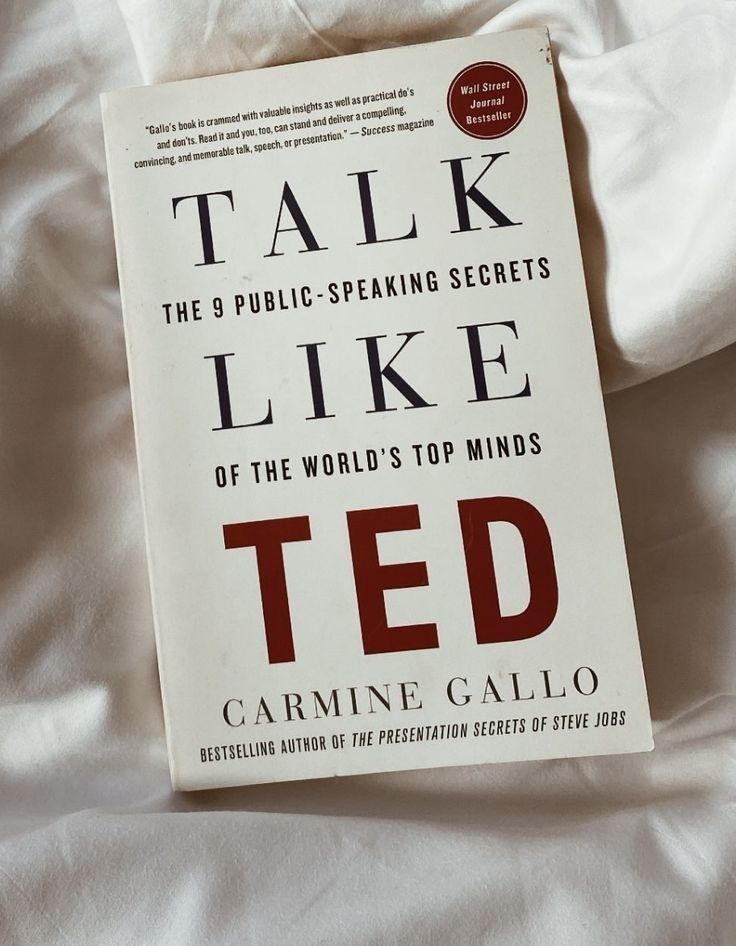 "Gallo's book is crammed with valuable insights as well as practical do's
and don'ts. Read it and you, too, can stand and deliver a compelling,
convincing, and memorable talk, speech, or presentation." — Success magazine
Wall Street
Journal
Bestseller
TALK
THE 9 PUBLIC-SPEAKING SECRETS
LIKE
OF THE WORLD'S TOP MINDS
TED
CARMINE GALLO
BESTSELLING AUTHOR OF THE PRESENTATION SECRETS OF STEVE JOBS